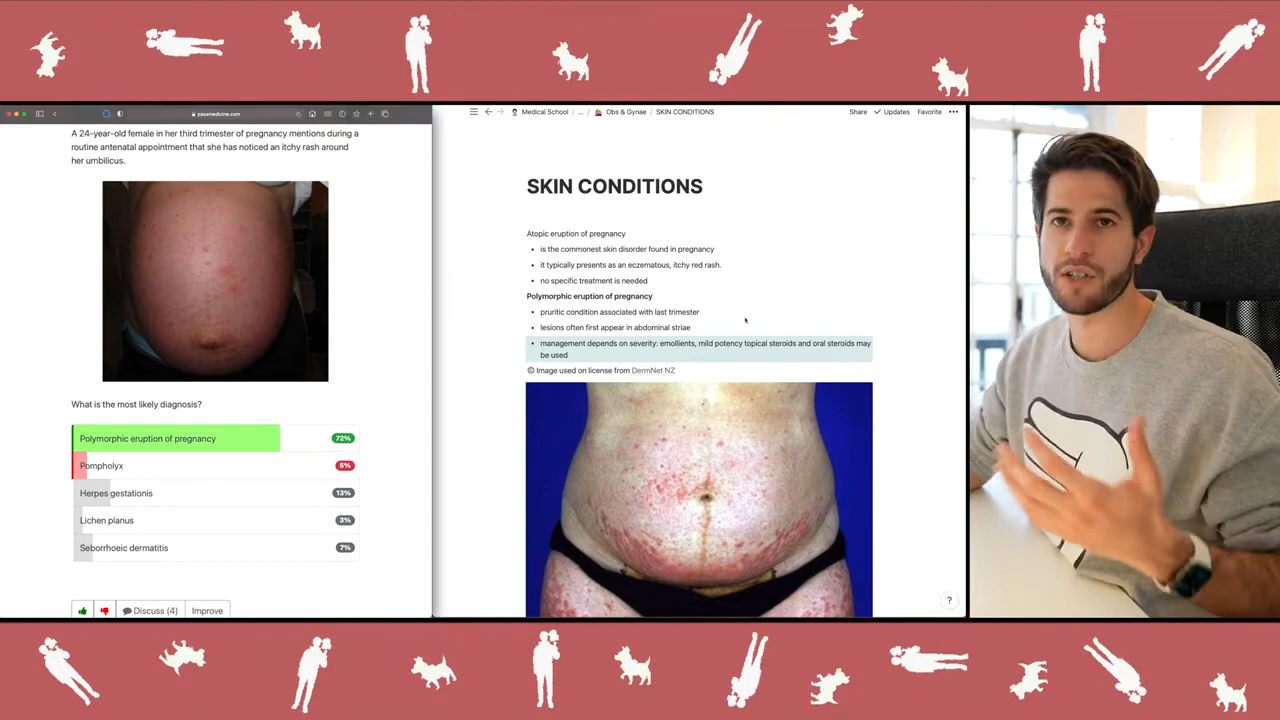 passmedicine.com
A 24-year-old female in her third trimester of pregnancy mentions during a
routine antenatal appointment that she has noticed an itchy rash around
her umbilicus.
What is the most likely diagnosis?
Polymorphic eruption of pregnancy 72%
Pompholyx 5%
Herpes gestationis 13%
Lichen planus 3%
Seborrhoeic dermatitis 7%
Discuss (4) Improve
Medical School / ... / Obs & Gynae / SKIN CONDITIONS
Share Updates Favorite
SKIN CONDITIONS
Atopic eruption of pregnancy
• is the commonest skin disorder found in pregnancy
• it typically presents as an eczematous, itchy red rash.
• no specific treatment is needed
Polymorphic eruption of pregnancy
• pruritic condition associated with last trimester
• lesions often first appear in abdominal striae
• management depends on severity: emollients, mild potency topical steroids and oral steroids may
be used
© Image used on license from DermNet NZ
?